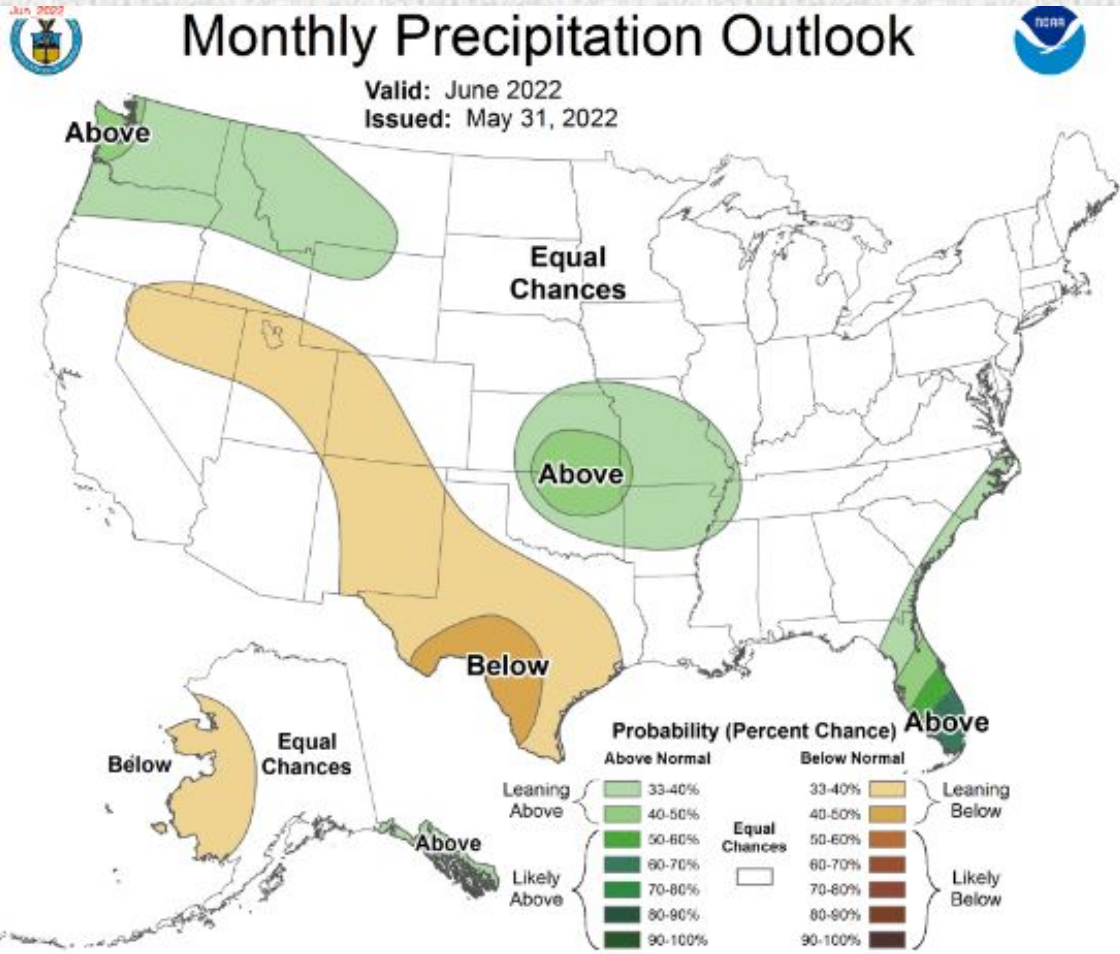 Jun 2022
Monthly Precipitation Outlook
NOAA
Valid: June 2022
Issued: May 31, 2022
Above
Equal
Chances
Above
Below
Above
Below
Equal
Chances
Above
Probability (Percent Chance)
Above Normal
Below Normal
Leaning
Above
33-40%
40-50%
Likely
Above
50-60%
60-70%
70-80%
80-90%
90-100%
Equal
Chances
33-40%
40-50%
Leaning
Below
50-60%
60-70%
70-80%
80-90%
90-100%
Likely
Below